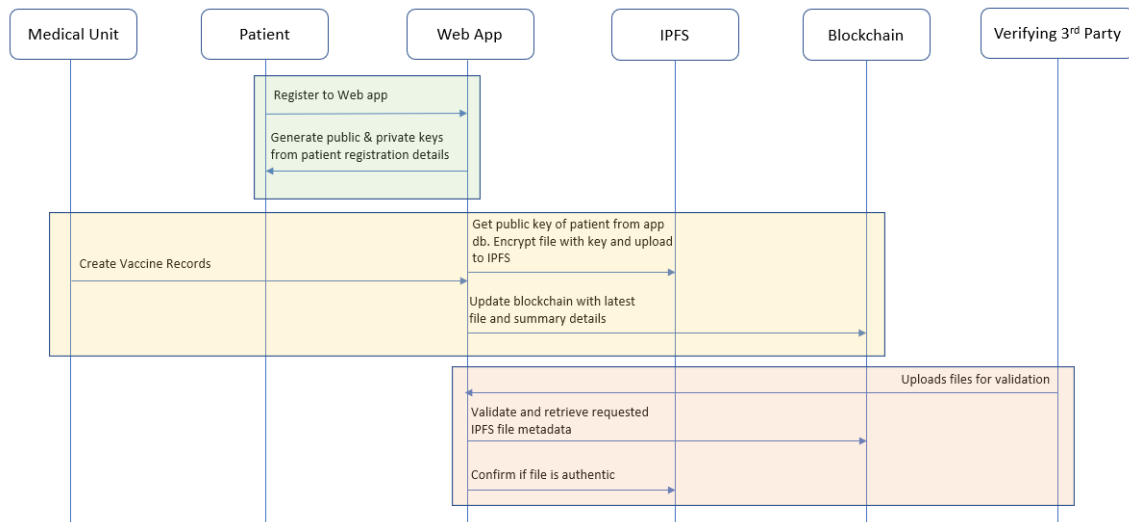 Medical Unit
Patient
Web App
IPFS
Blockchain
Verifying 3rd Party
Register to Web app
Generate public & private keys
from patient registration details
Get public key of patient from app
db. Encrypt file with key and upload
to IPFS
Create Vaccine Records
Update blockchain with latest
file and summary details
Uploads files for validation
Validate and retrieve requested
IPFS file metadata
Confirm if file is authentic